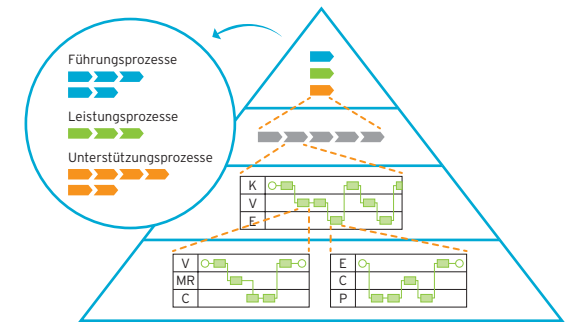 Führungsprozesse
Leistungsprozesse
Unterstützungsprozesse
K
V
E
V
MR
C
E
C
P